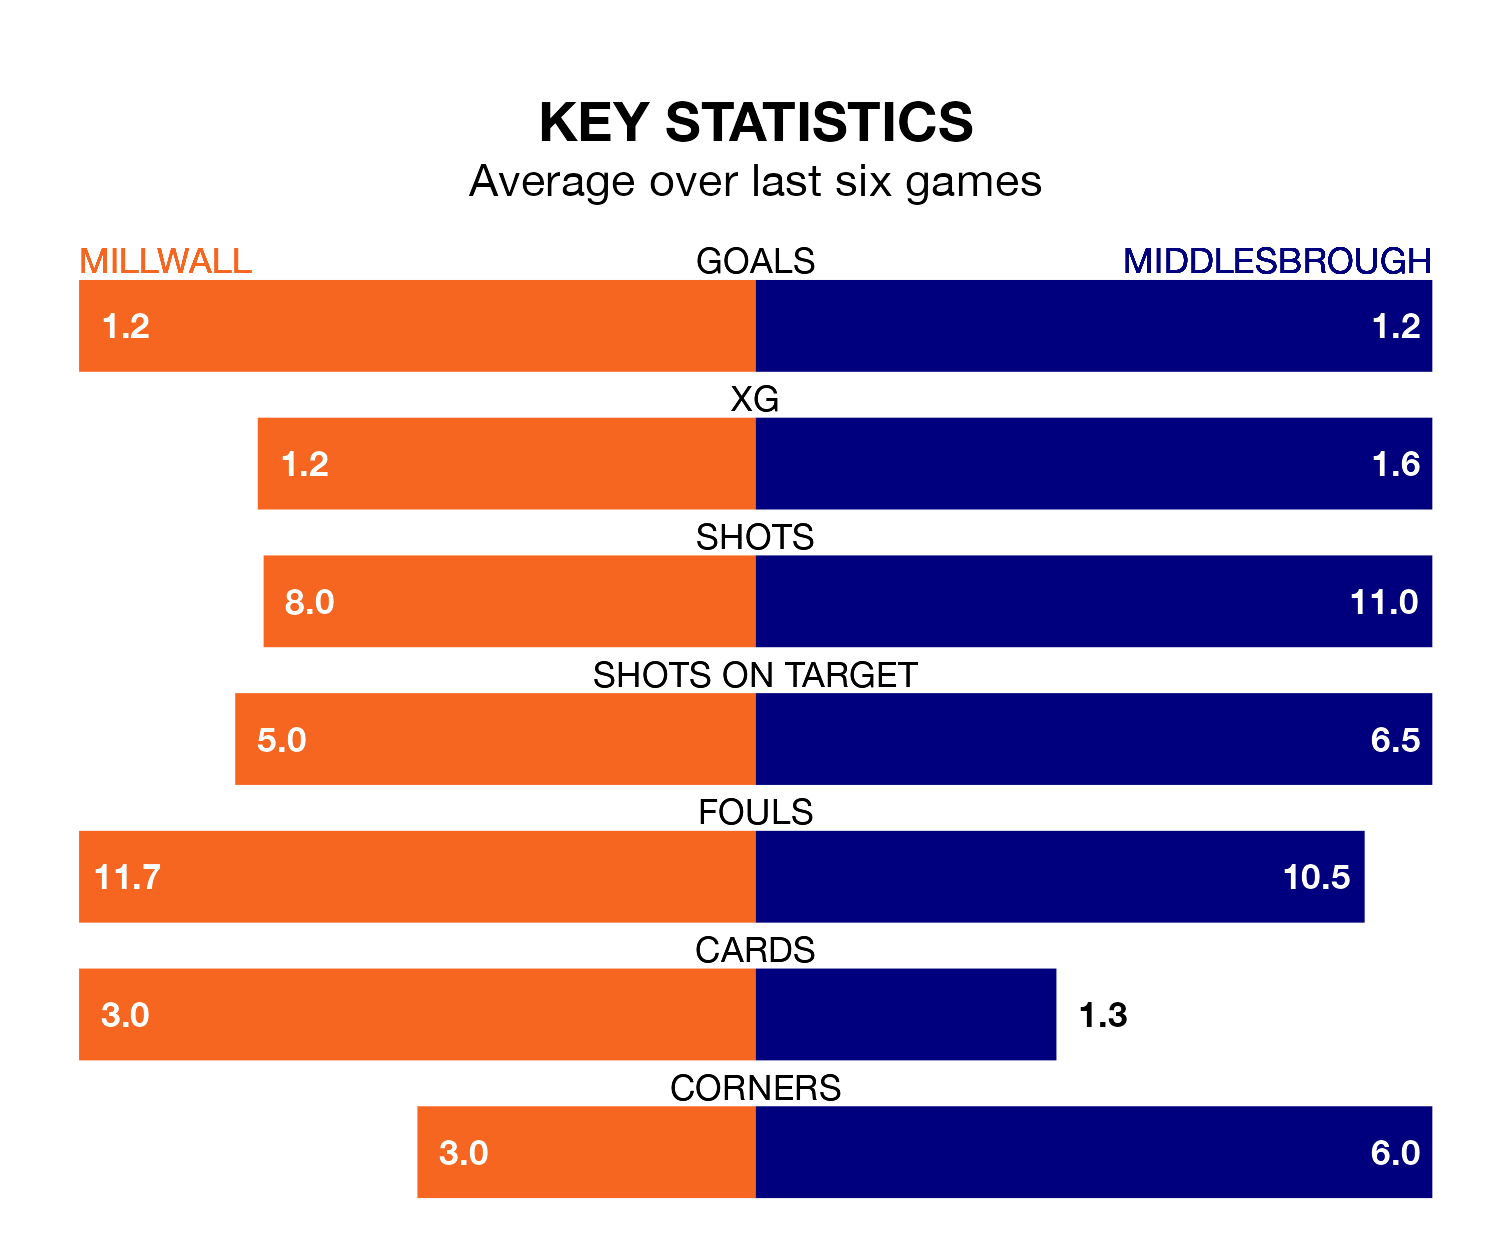 KEY STATISTICS
Average over last six games
MILLWALL GOALS MIDDLESBROUGH
1.2 1.2
XG
1.2 1.6
SHOTS
8.0 11.0
SHOTS ON TARGET
5.0 6.5
FOULS
11.7 10.5
CARDS
3.0 1.3
CORNERS
3.0 6.0